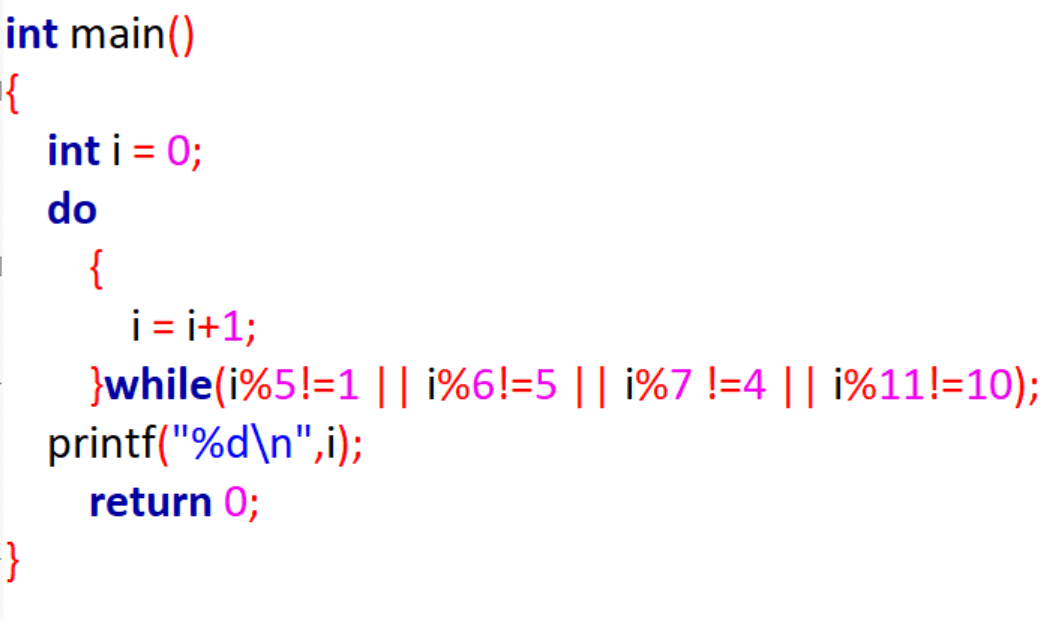 int main()
{
int i = 0;
do
{
i = i+1;
}while(i%5!=1 || i%6!=5 || i%7 !=4 || i%11!=10);
printf("%d\n",i);
return 0;
}